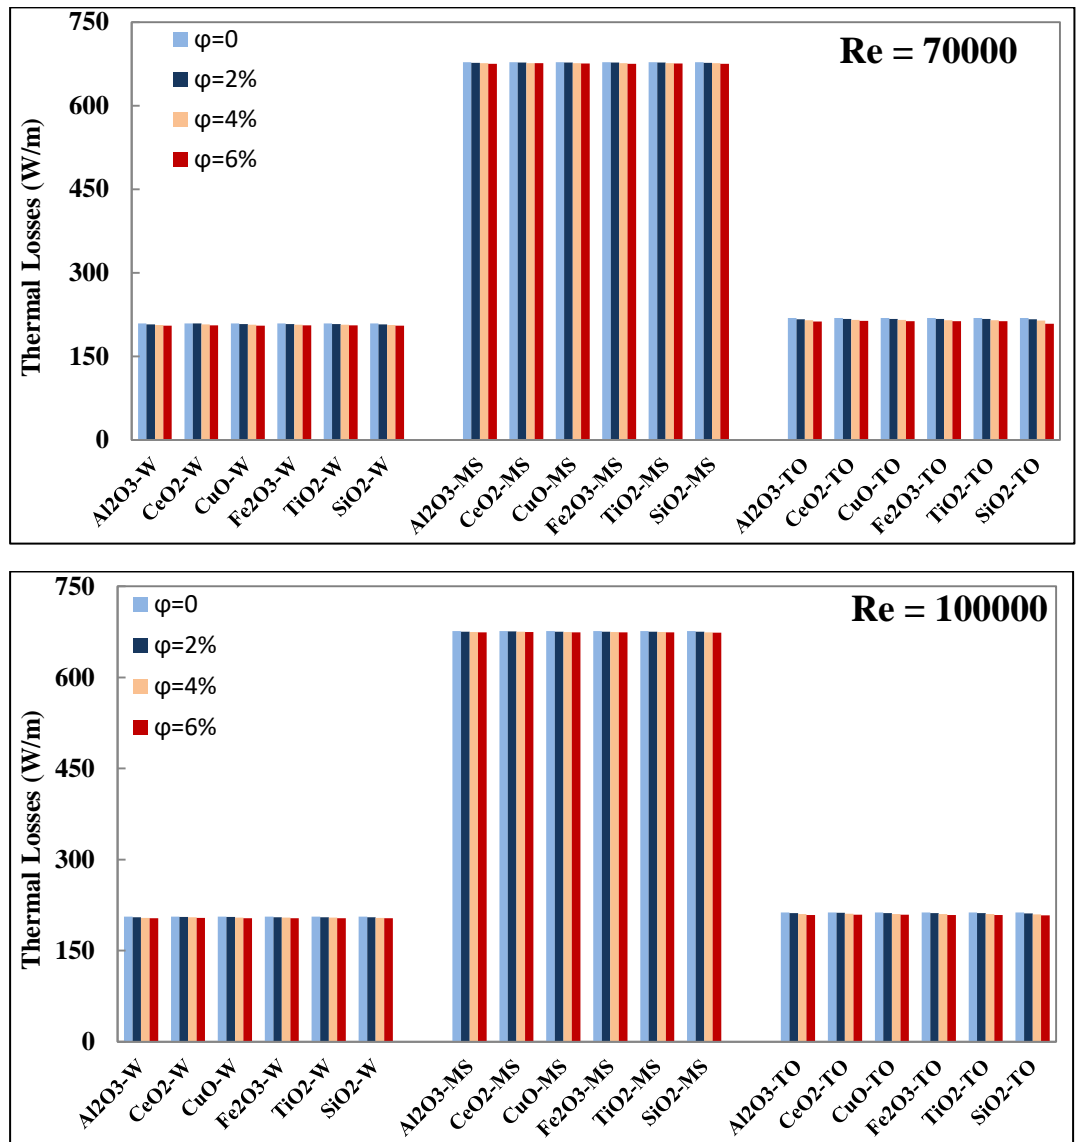 750
600
450
300
150
0
Thermal Losses (W/m)
φ=0
φ=2%
φ=4%
φ=6%
Re = 70000
Al2O3-W
CeO2-W
CuO-W
Fe2O3-W
TiO2-W
SiO2-W
Al2O3-MS
CeO2-MS
CuO-MS
Fe2O3-MS
TiO2-MS
SiO2-MS
Al2O3-TO
CeO2-TO
CuO-TO
Fe2O3-TO
TiO2-TO
SiO2-TO
750
600
450
300
150
0
Thermal Losses (W/m)
φ=0
φ=2%
φ=4%
φ=6%
Re = 100000
Al2O3-W
CeO2-W
CuO-W
Fe2O3-W
TiO2-W
SiO2-W
Al2O3-MS
CeO2-MS
CuO-MS
Fe2O3-MS
TiO2-MS
SiO2-MS
Al2O3-TO
CeO2-TO
CuO-TO
Fe2O3-TO
TiO2-TO
SiO2-TO